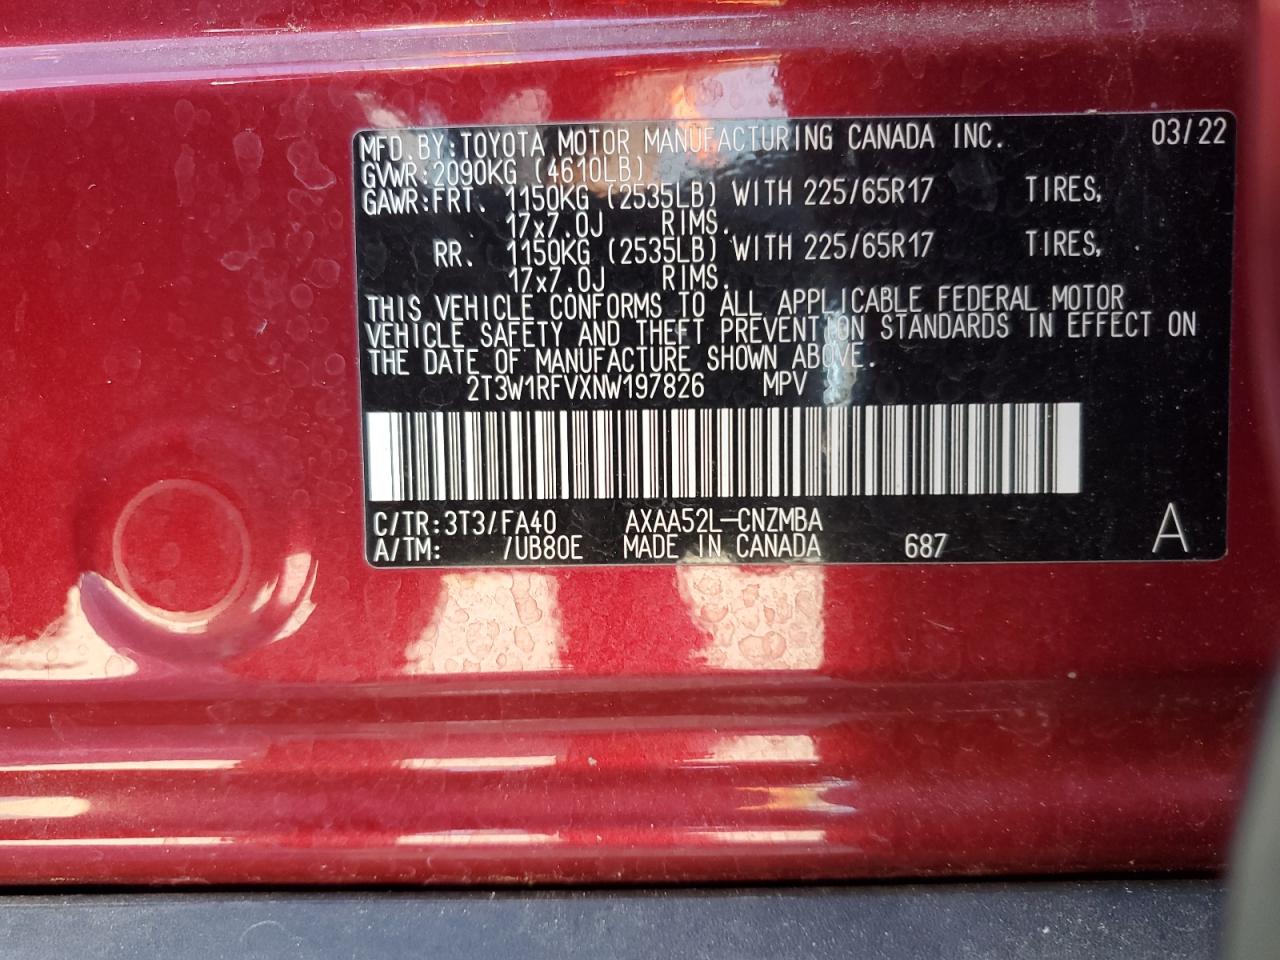 MFD.BY:TOYOTA MOTOR MANUFACTURING CANADA INC. 03/22
GVWR:2090KG (4610LB)
GAWR:FRT. 1150KG (2535LB) WITH 225/65R17 TIRES,
17x7.0J RIMS.
RR. 1150KG (2535LB) WITH 225/65R17 TIRES,
17x7.0J RIMS.
THIS VEHICLE CONFORMS TO ALL APPLICABLE FEDERAL MOTOR
VEHICLE SAFETY AND THEFT PREVENTION STANDARDS IN EFFECT ON
THE DATE OF MANUFACTURE SHOWN ABOVE.
2T3W1RFVXNW197826 MPV
C/TR:3T3/FA40 AXAA52L-CNZMBA
A/TM: /UB80E MADE IN CANADA 687 A